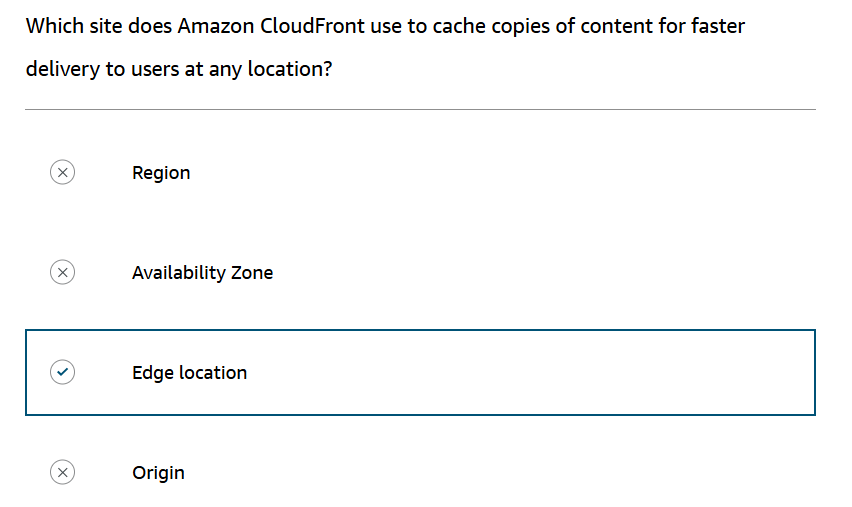 Which site does Amazon CloudFront use to cache copies of content for faster
delivery to users at any location?
Region
Availability Zone
Edge location
Origin